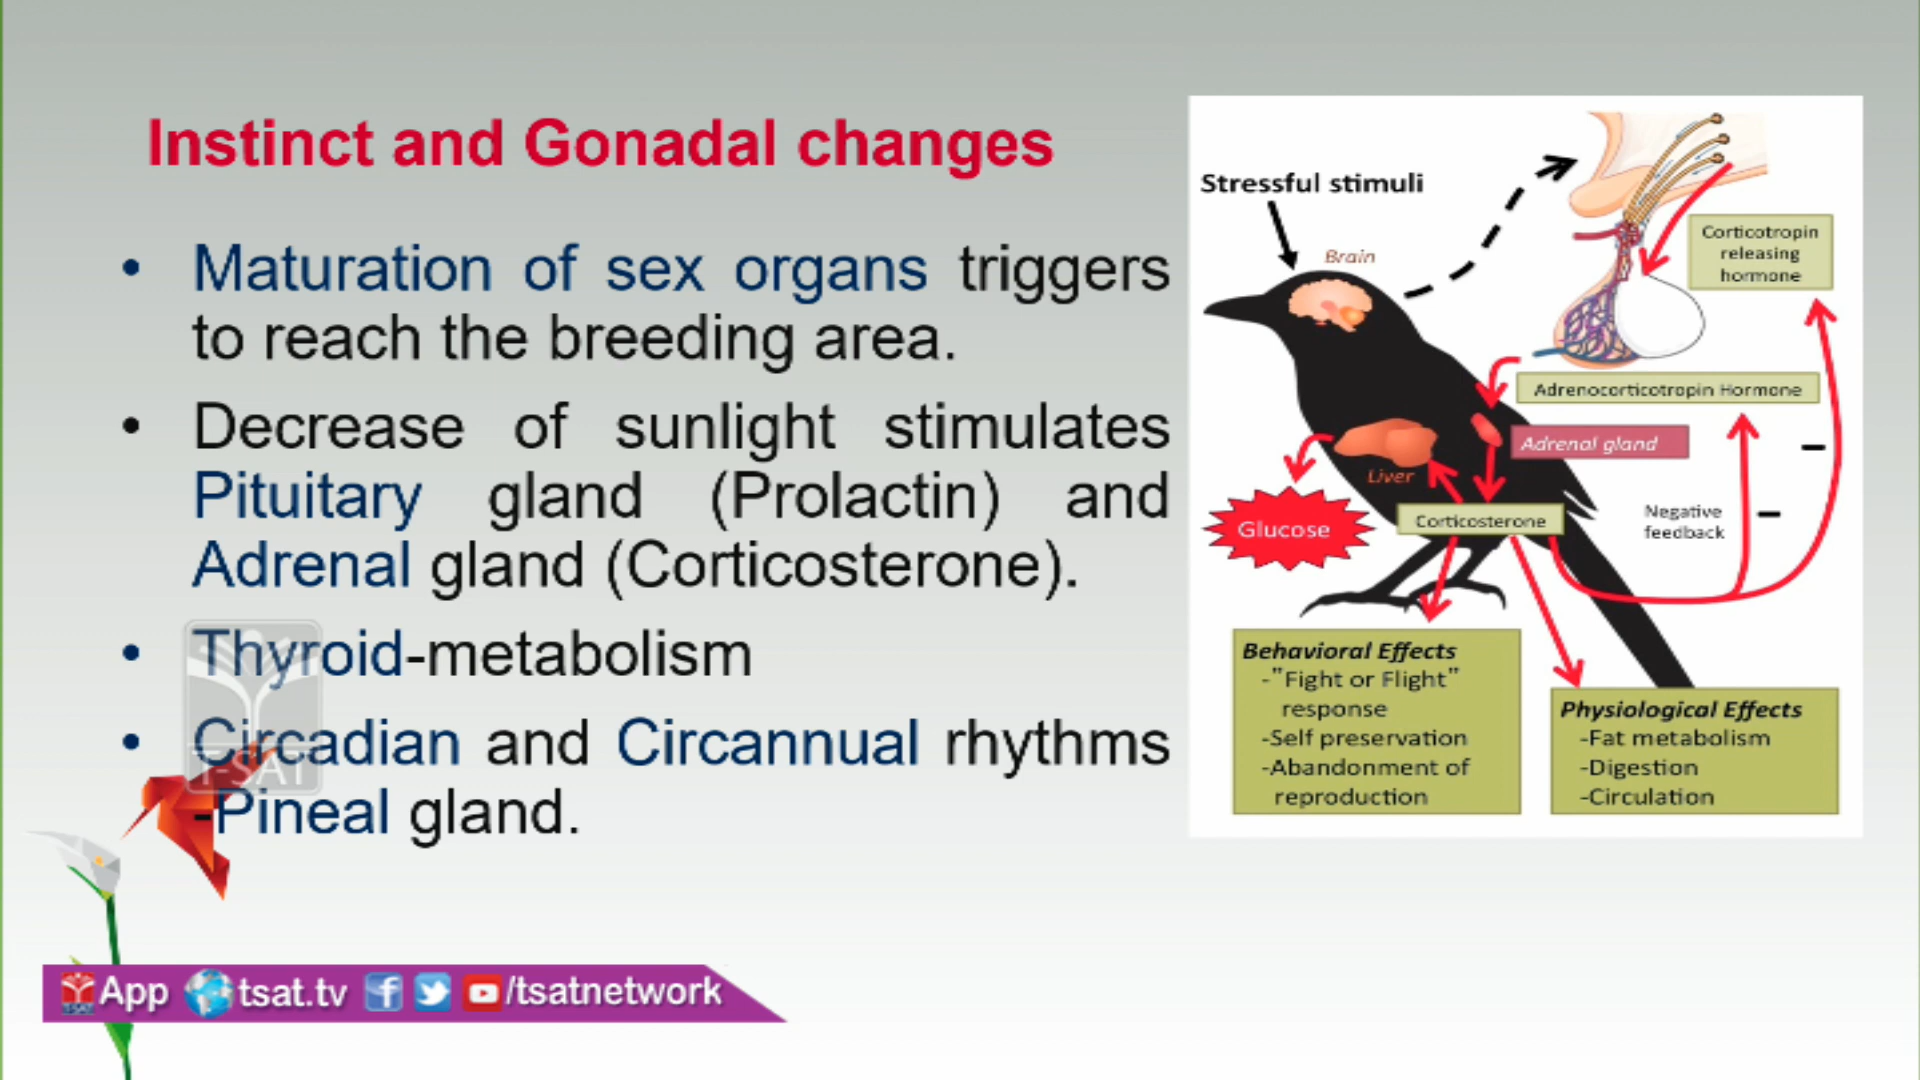 Instinct and Gonadal changes
• Maturation of sex organs triggers
to reach the breeding area.
• Decrease of sunlight stimulates
Pituitary gland (Prolactin) and
Adrenal gland (Corticosterone).
• Thyroid-metabolism
• Circadian and Circannual rhythms
-Pineal gland.
T-SAT
Stressful stimuli
Brain
Corticotropin
releasing
hormone
Adrenocorticotropin Hormone
Adrenal gland
Liver
Glucose
Corticosterone
Negative
feedback
–
–
Behavioral Effects
-"Fight or Flight"
response
-Self preservation
-Abandonment of
reproduction
Physiological Effects
-Fat metabolism
-Digestion
-Circulation
T-SAT App tsat.tv /tsatnetwork